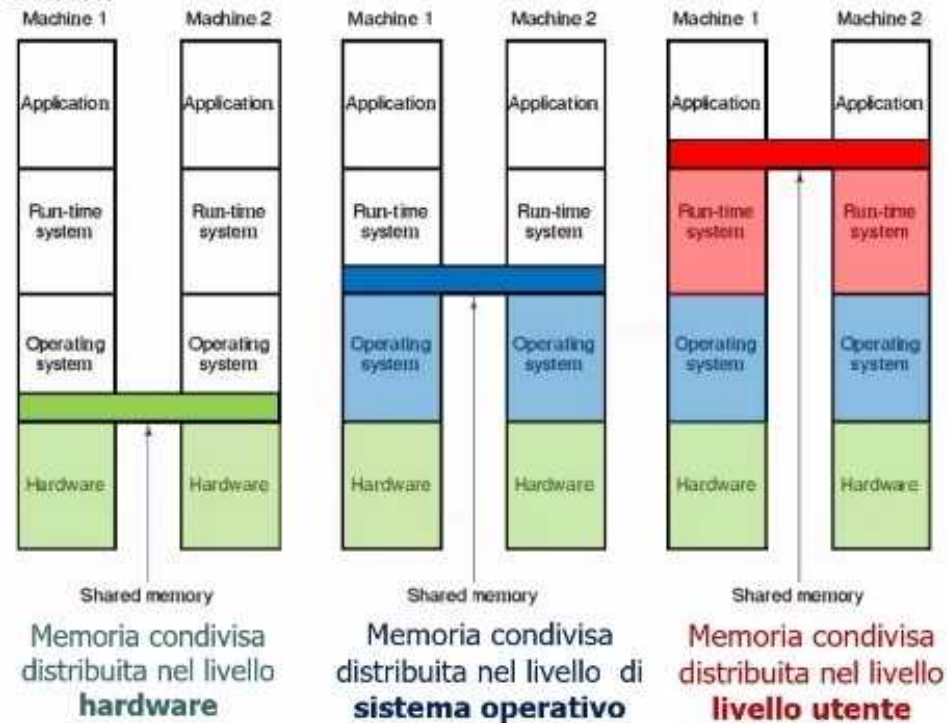 Machine 1 Machine 2 Machine 1 Machine 2 Machine 1 Machine 2
Application Application Application Application Application Application
Run-time system Run-time system Run-time system Run-time system Run-time system Run-time system
Operating system Operating system Operating system Operating system Operating system Operating system
Hardware Hardware Hardware Hardware Hardware Hardware
Shared memory Shared memory Shared memory
Memoria condivisa
distribuita nel livello
hardware
Memoria condivisa
distribuita nel livello di
sistema operativo
Memoria condivisa
distribuita nel livello
livello utente